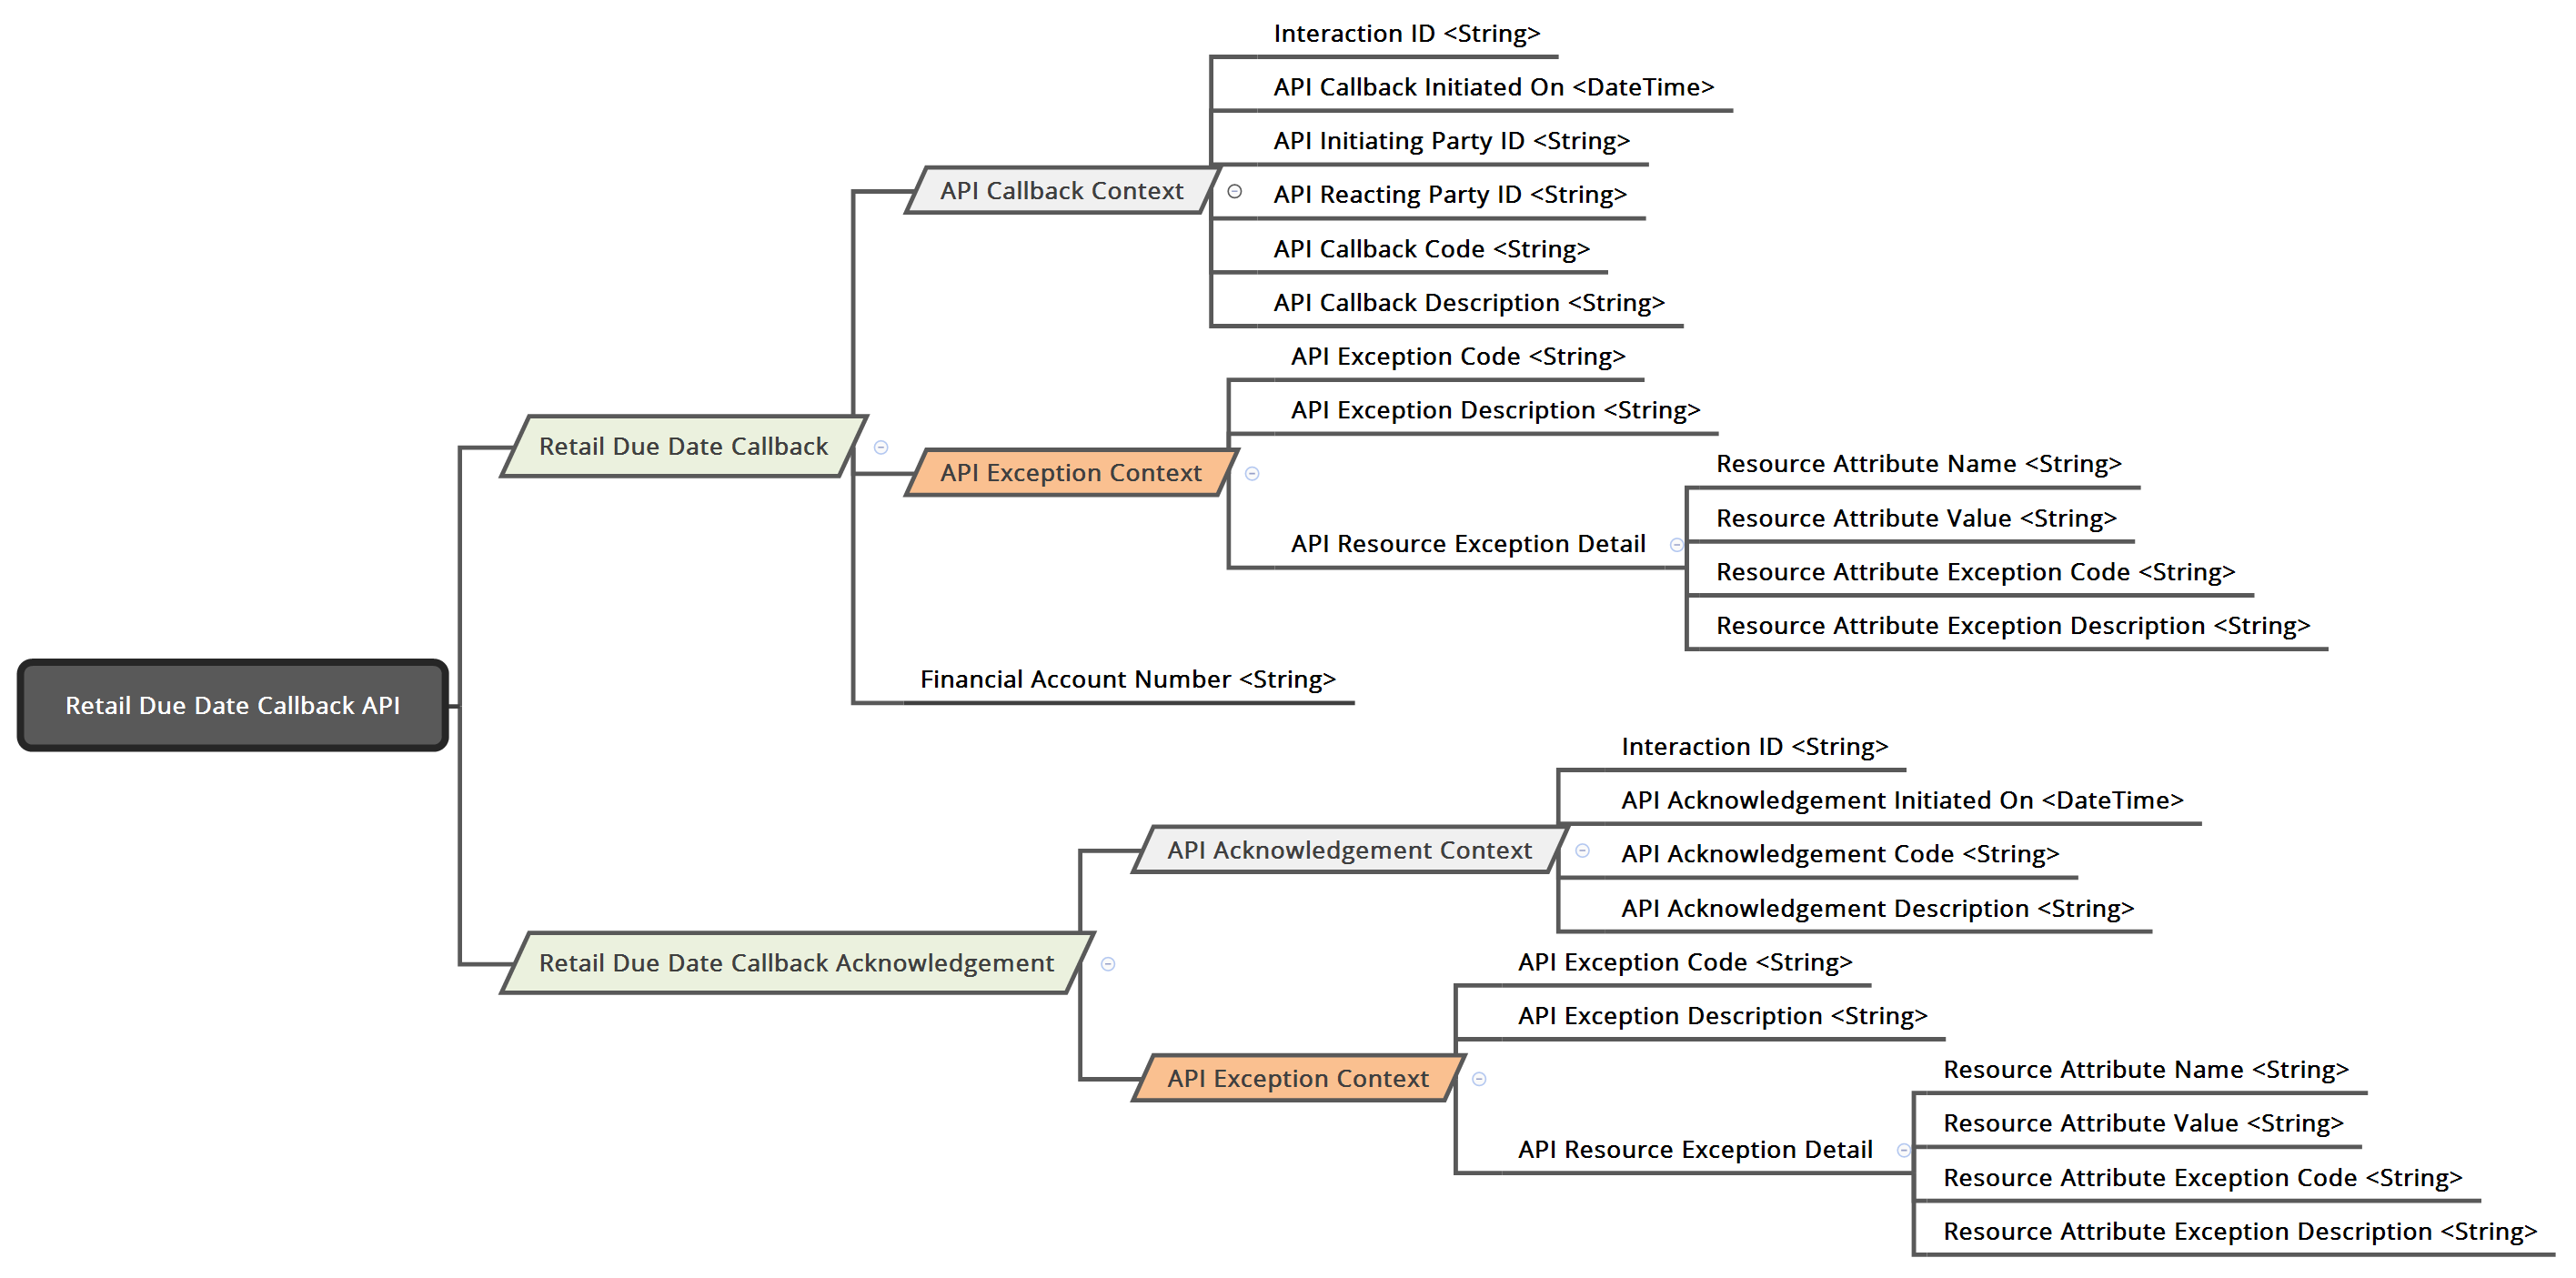 Interaction ID <String>
API Callback Initiated On <DateTime>
API Initiating Party ID <String>
API Callback Context
API Reacting Party ID <String>
API Callback Code <String>
API Callback Description <String>
API Exception Code <String>
API Exception Description <String>
Retail Due Date Callback
API Exception Context
Resource Attribute Name <String>
Resource Attribute Value <String>
API Resource Exception Detail
Resource Attribute Exception Code <String>
Resource Attribute Exception Description <String>
Financial Account Number <String>
Retail Due Date Callback API
Interaction ID <String>
API Acknowledgement Initiated On <DateTime>
API Acknowledgement Context
API Acknowledgement Code <String>
API Acknowledgement Description <String>
Retail Due Date Callback Acknowledgement
API Exception Code <String>
API Exception Description <String>
API Exception Context
Resource Attribute Name <String>
Resource Attribute Value <String>
API Resource Exception Detail
Resource Attribute Exception Code <String>
Resource Attribute Exception Description <String>